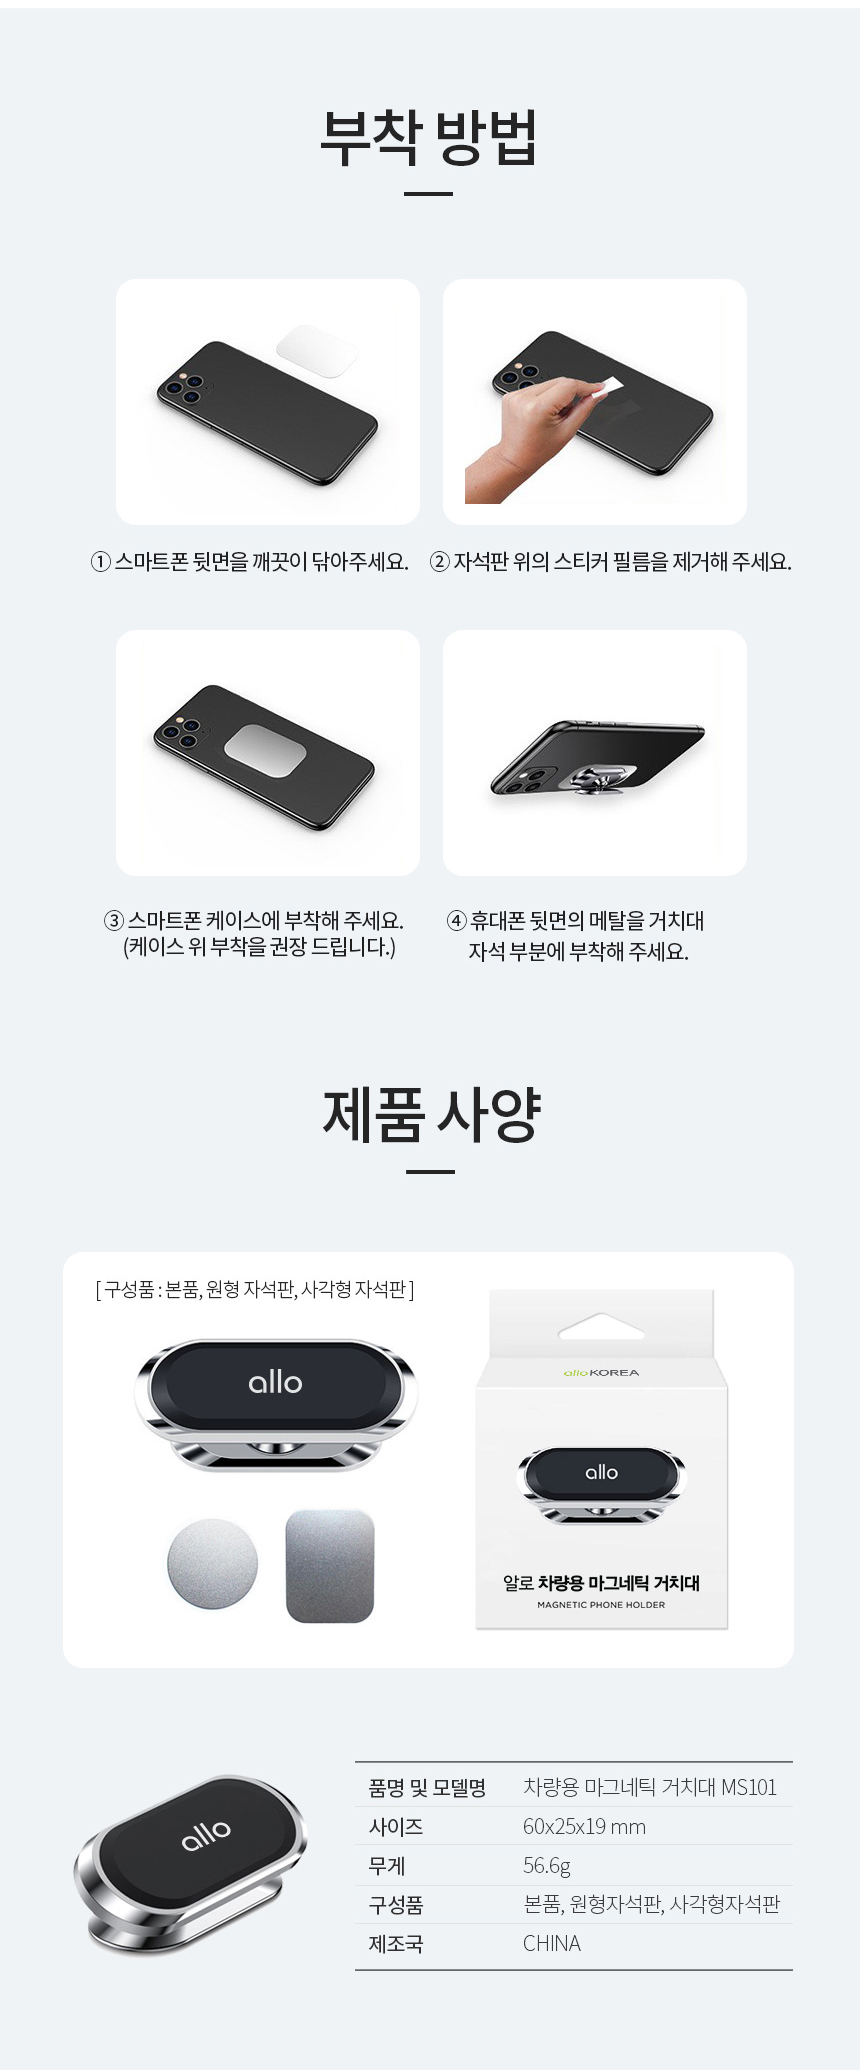 부착 방법
① 스마트폰 뒷면을 깨끗이 닦아주세요.
② 자석판 위의 스티커 필름을 제거해 주세요.
③ 스마트폰 케이스에 부착해 주세요.
(케이스 위 부착을 권장 드립니다.)
④ 휴대폰 뒷면의 메탈을 거치대
자석 부분에 부착해 주세요.
제품 사양
[ 구성품 : 본품, 원형 자석판, 사각형 자석판 ]
allo
alloKOREA
allo
알로 차량용 마그네틱 거치대
MAGNETIC PHONE HOLDER
allo
품명 및 모델명 차량용 마그네틱 거치대 MS101
사이즈 60x25x19 mm
무게 56.6g
구성품 본품, 원형자석판, 사각형자석판
제조국 CHINA